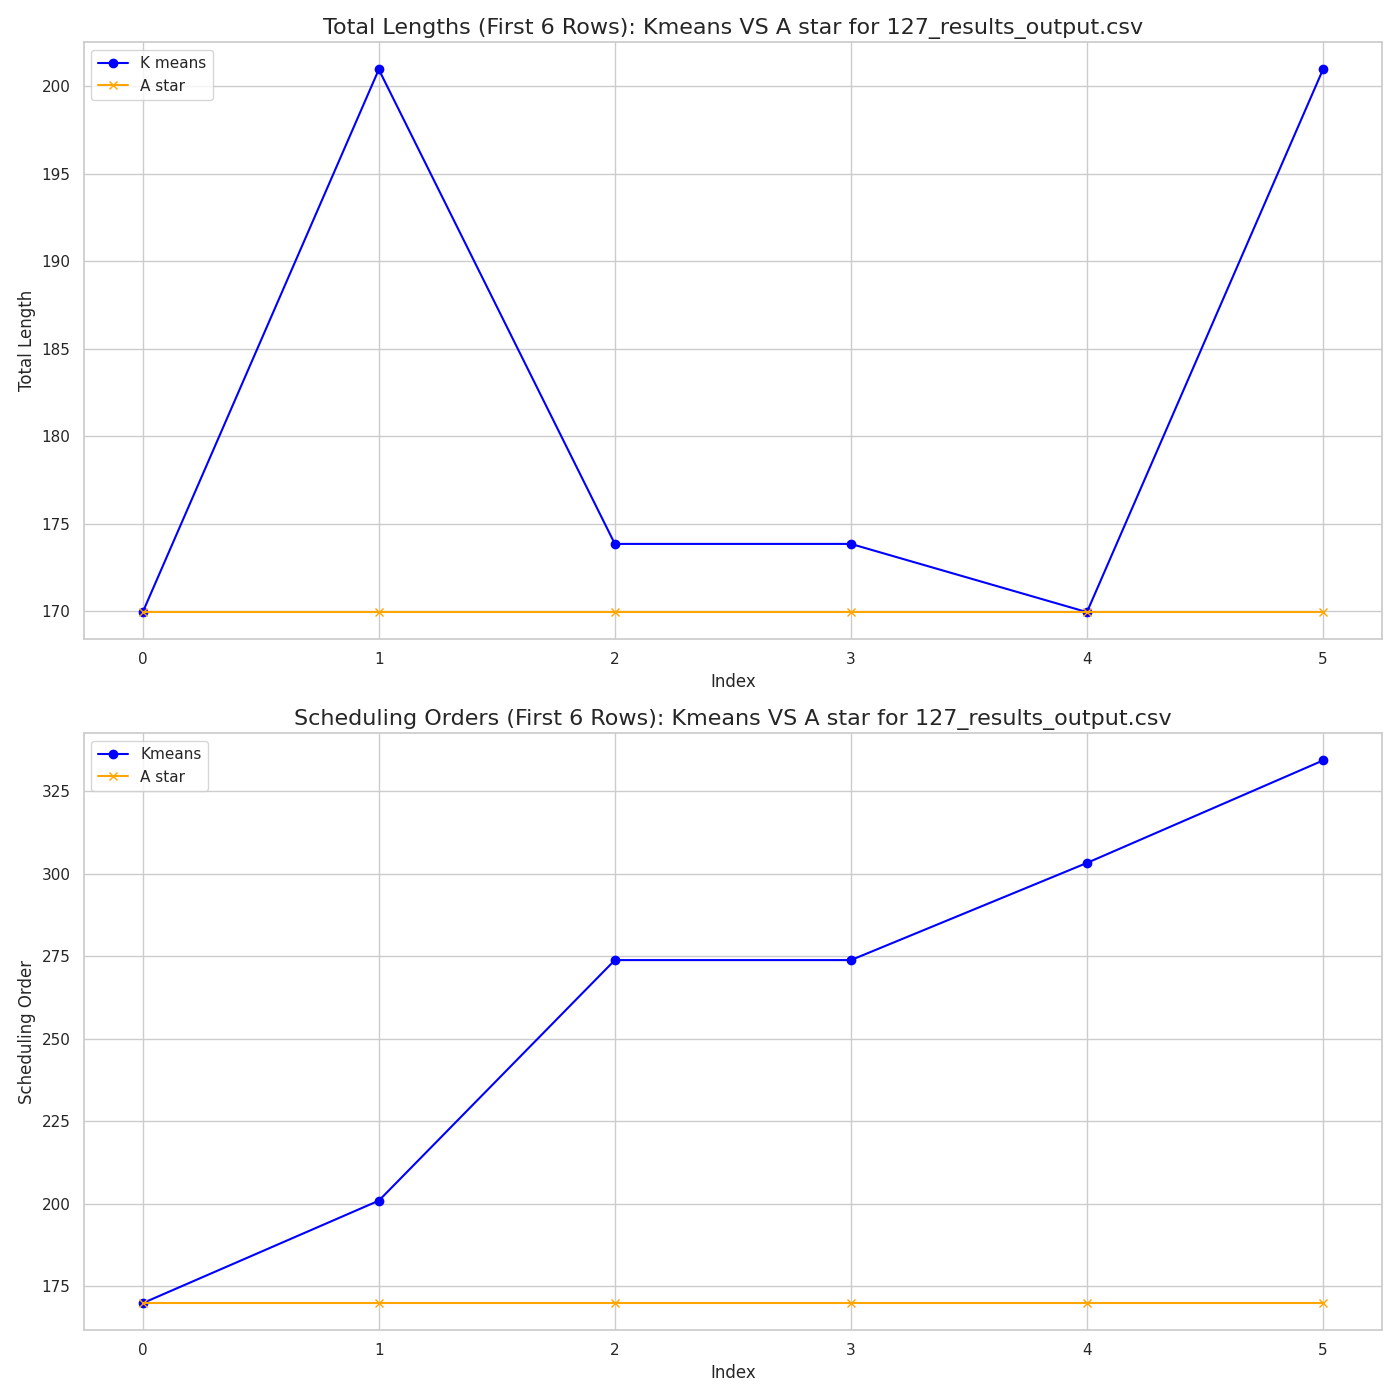 Total Lengths (First 6 Rows): Kmeans VS A star for 127_results_output.csv
K means
A star
200
195
190
185
180
175
170
Total Length
0 1 2 3 4 5
Index
Scheduling Orders (First 6 Rows): Kmeans VS A star for 127_results_output.csv
Kmeans
A star
325
300
275
250
225
200
175
Scheduling Order
0 1 2 3 4 5
Index